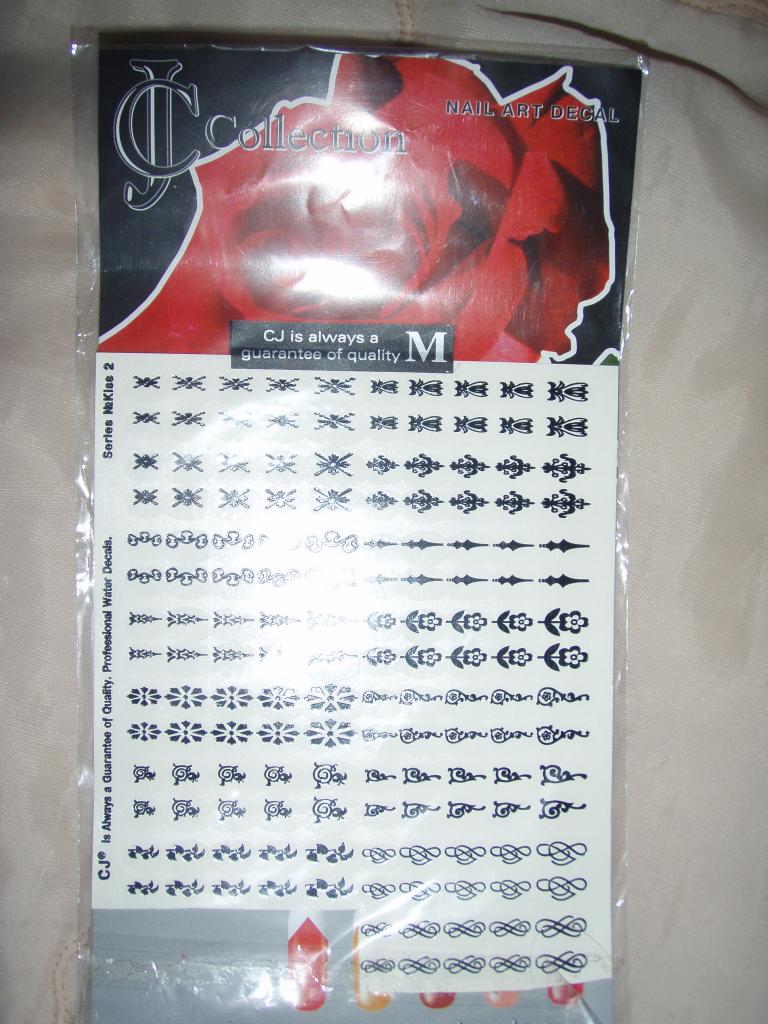 CJ Collection
NAIL ART DECAL
CJ is always a
guarantee of quality
M
Series №Kiss 2
CJ® Is Always a Guarantee of Quality. Professional Water Decals.